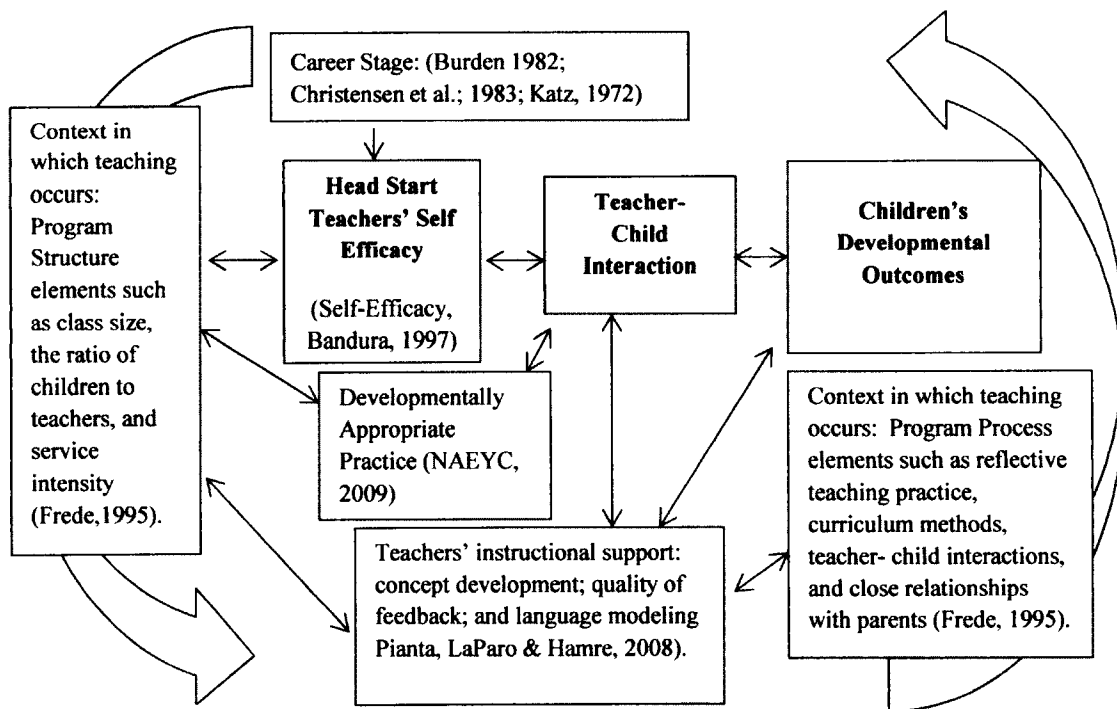 Career Stage: (Burden 1982;
Christensen et al.; 1983; Katz, 1972)
Context in
which teaching
occurs:
Program
Structure
elements such
as class size,
the ratio of
children to
teachers, and
service
intensity
(Frede,1995).
Head Start
Teachers' Self
Efficacy
(Self-Efficacy,
Bandura, 1997)
Teacher-
Child
Interaction
Children's
Developmental
Outcomes
Developmentally
Appropriate
Practice (NAEYC,
2009)
Teachers' instructional support:
concept development; quality of
feedback; and language modeling
Pianta, LaParo & Hamre, 2008).
Context in which teaching
occurs: Program Process
elements such as reflective
teaching practice,
curriculum methods,
teacher- child interactions,
and close relationships
with parents (Frede, 1995).